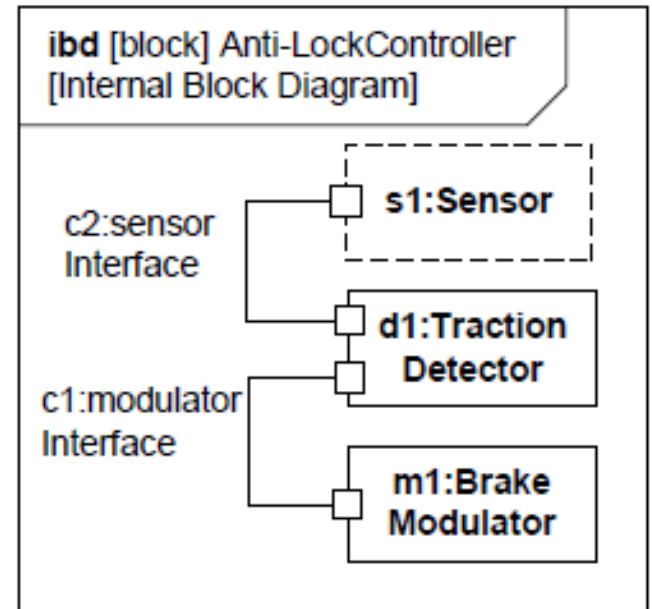 ibd [block] Anti-LockController
[Internal Block Diagram]
s1:Sensor
c2:sensor
Interface
d1:Traction
Detector
c1:modulator
Interface
m1:Brake
Modulator